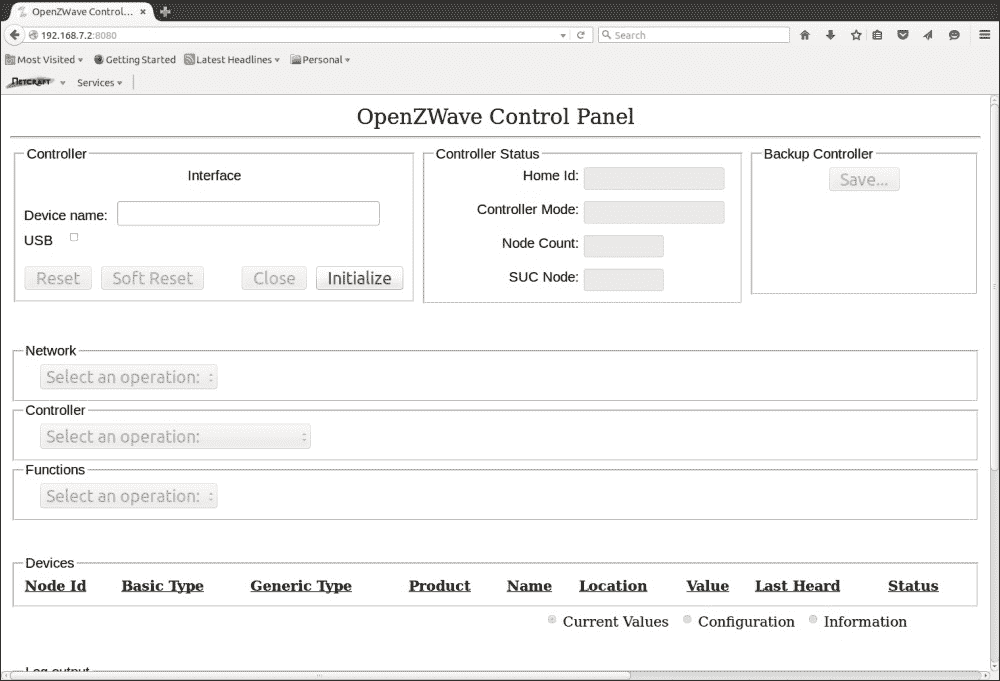 OpenZWave Control...
192.168.7.2:8080
Search
Most Visited
Getting Started
Latest Headlines
Personal
NETCRAFT
Services
OpenZWave Control Panel
Controller
Interface
Device name:
USB
Reset
Soft Reset
Close
Initialize
Controller Status
Home Id:
Controller Mode:
Node Count:
SUC Node:
Backup Controller
Save...
Network
Select an operation:
Controller
Select an operation:
Functions
Select an operation:
Devices
Node Id Basic Type Generic Type Product Name Location Value Last Heard Status
Current Values Configuration Information
Log output